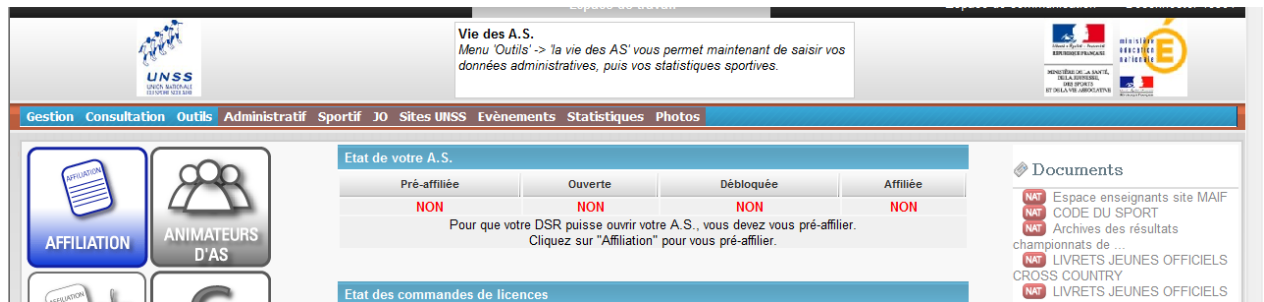 Vie des A.S.
Menu 'Outils' -> 'la vie des AS' vous permet maintenant de saisir vos
données administratives, puis vos statistiques sportives.
UNSS
Gestion Consultation Outils Administratif Sportif JO Sites UNSS Evènements Statistiques Photos
AFFILIATION
AFFILIATION
ANIMATEURS
D'AS
Etat de votre A.S.
Pré-affiliée Ouverte Débloquée Affiliée
NON NON NON NON
Pour que votre DSR puisse ouvrir votre A.S., vous devez vous pré-affilier.
Cliquez sur "Affiliation" pour vous pré-affilier.
Etat des commandes de licences
Documents
NAT Espace enseignants site MAIF
NAT CODE DU SPORT
NAT Archives des résultats
championnats de ...
NAT LIVRETS JEUNES OFFICIELS
CROSS COUNTRY
NAT LIVRETS JEUNES OFFICIELS